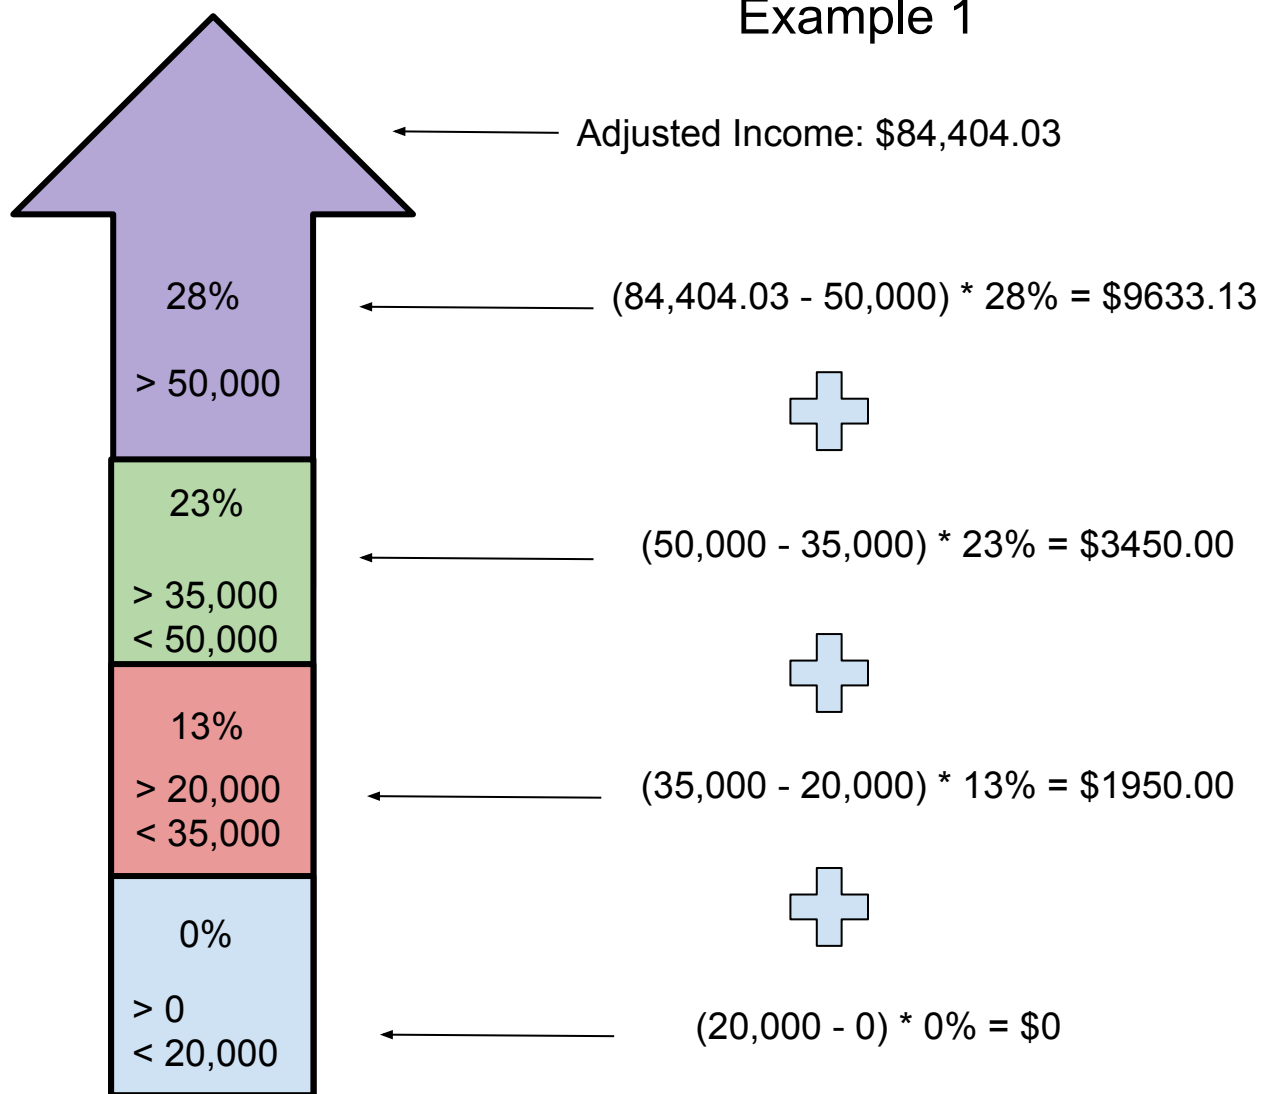 Example 1
Adjusted Income: $84,404.03
28%
(84,404.03 - 50,000) * 28% = $9633.13
> 50,000
23%
(50,000 - 35,000) * 23% = $3450.00
> 35,000
< 50,000
13%
> 20,000
(35,000 - 20,000) * 13% = $1950.00
< 35,000
0%
> 0
(20,000 - 0) * 0% = $0
< 20,000